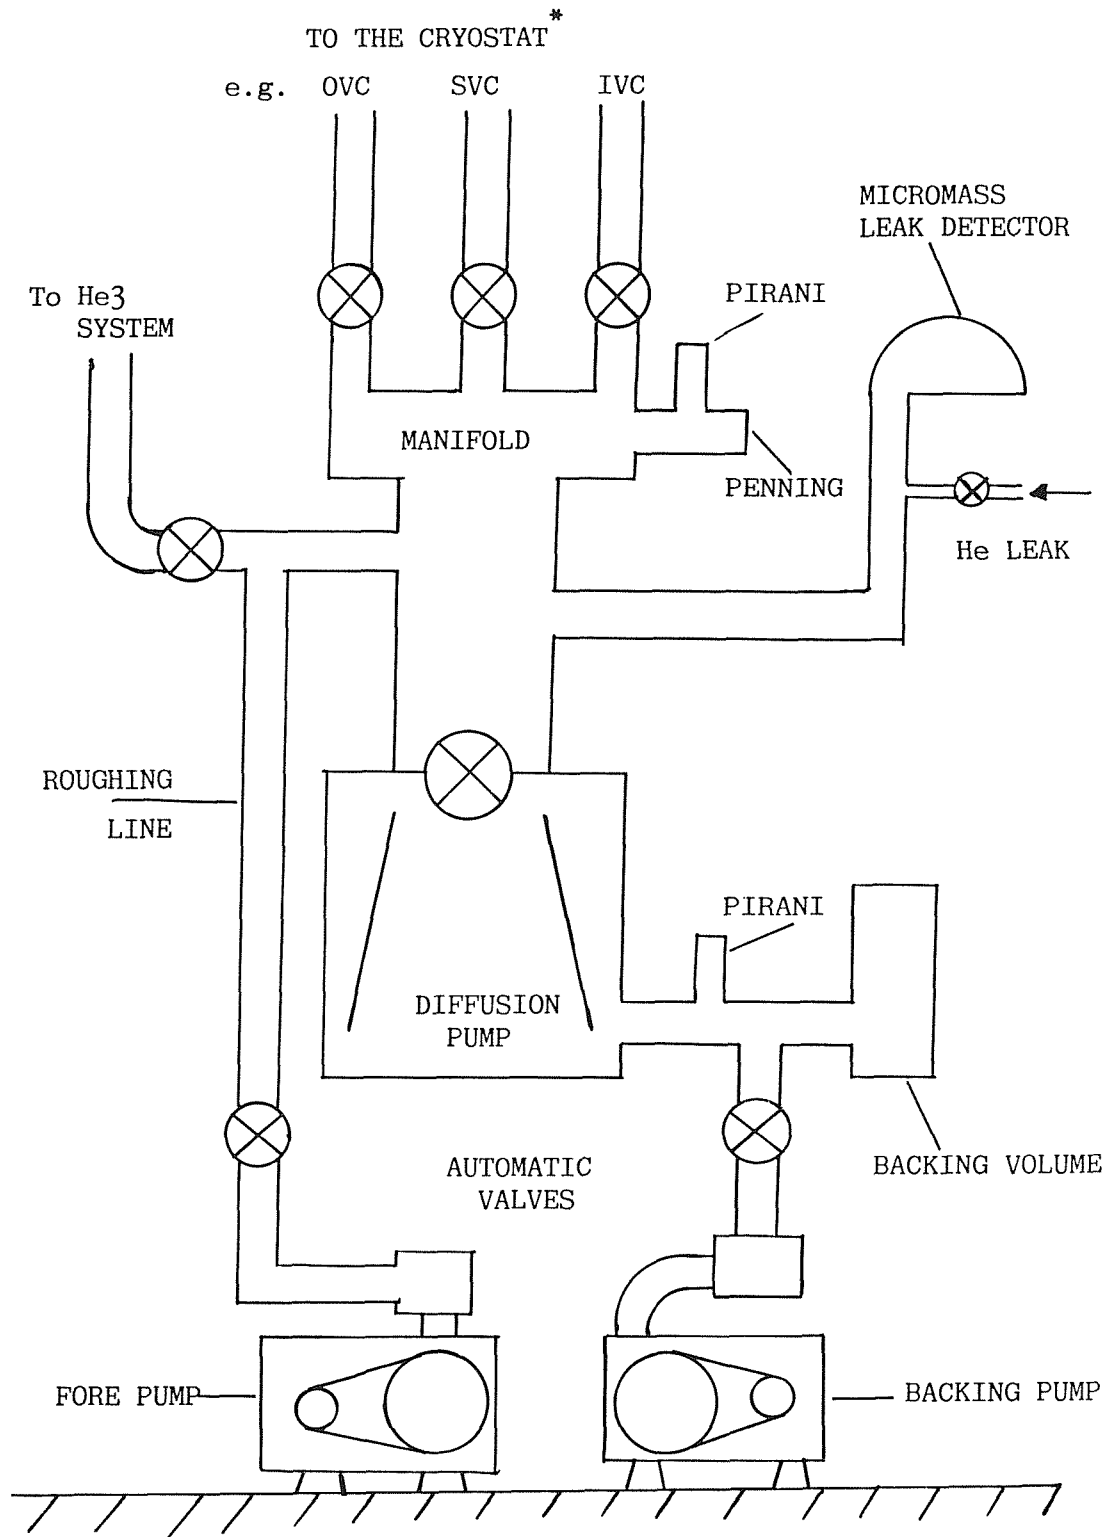 TO THE CRYOSTAT*
e.g. OVC SVC IVC
MICROMASS
LEAK DETECTOR
To He3
SYSTEM
PIRANI
MANIFOLD
PENNING
He LEAK
ROUGHING
LINE
PIRANI
DIFFUSION
PUMP
AUTOMATIC
VALVES
BACKING VOLUME
FORE PUMP
BACKING PUMP